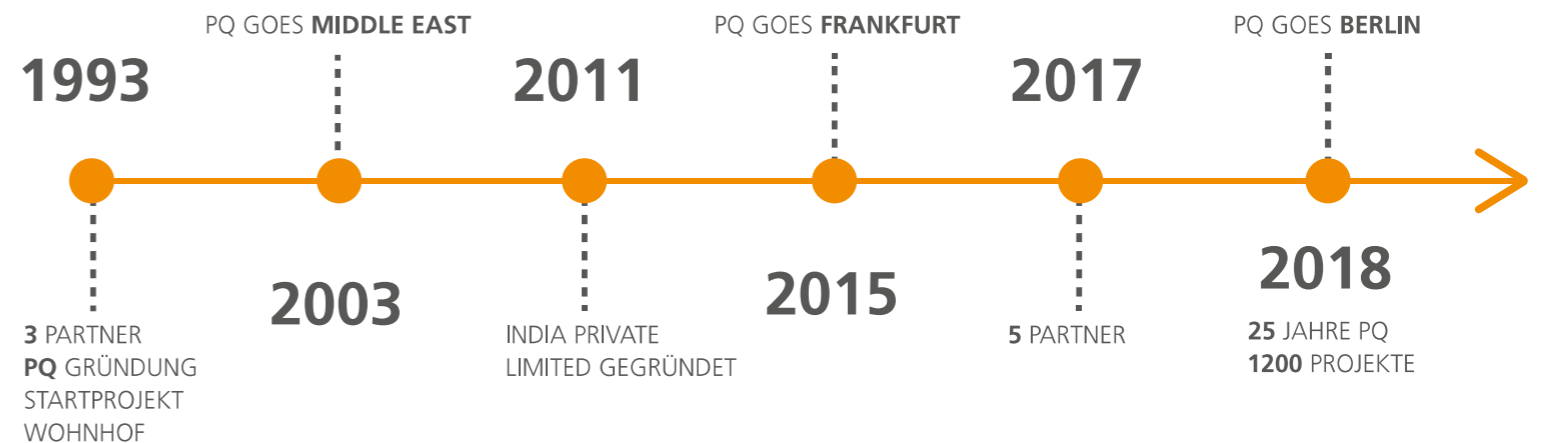 PQ GOES MIDDLE EAST
PQ GOES FRANKFURT
PQ GOES BERLIN
1993
2011
2017
2003
2015
2018
3 PARTNER
PQ GRÜNDUNG
STARTPROJEKT
WOHNHOF
INDIA PRIVATE
LIMITED GEGRÜNDET
5 PARTNER
25 JAHRE PQ
1200 PROJEKTE